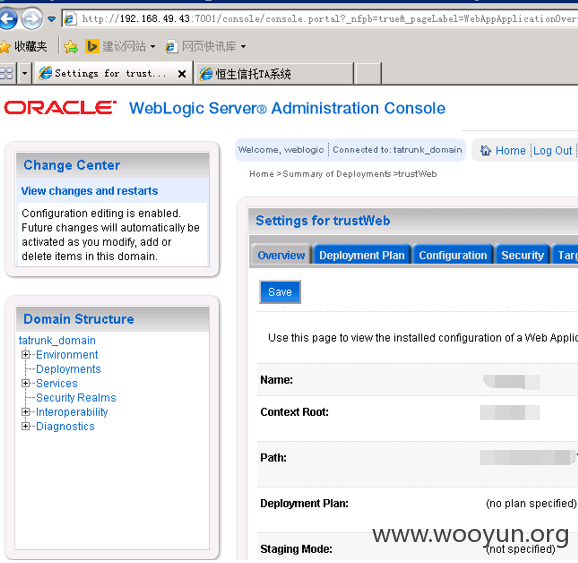 http://192.168.49.43:7001/console/console.portal?_nfpb=true&_pageLabel=WebAppApplicationOver
收藏夹 建议网站 网页快讯库
Settings for trust... 恒生信托TA系统
ORACLE WebLogic Server® Administration Console
Change Center
View changes and restarts
Configuration editing is enabled.
Future changes will automatically
be activated as you modify, add or
delete items in this domain.
Domain Structure
tatrunk_domain
Environment
Deployments
Services
Security Realms
Interoperability
Diagnostics
Welcome, weblogic Connected to: tatrunk_domain Home Log Out
Home >Summary of Deployments >trustWeb
Settings for trustWeb
Overview Deployment Plan Configuration Security Targ
Save
Use this page to view the installed configuration of a Web Applic
Name:
Context Root:
Path:
Deployment Plan: (no plan specified)
Staging Mode: (not specified)
www.wooyun.org